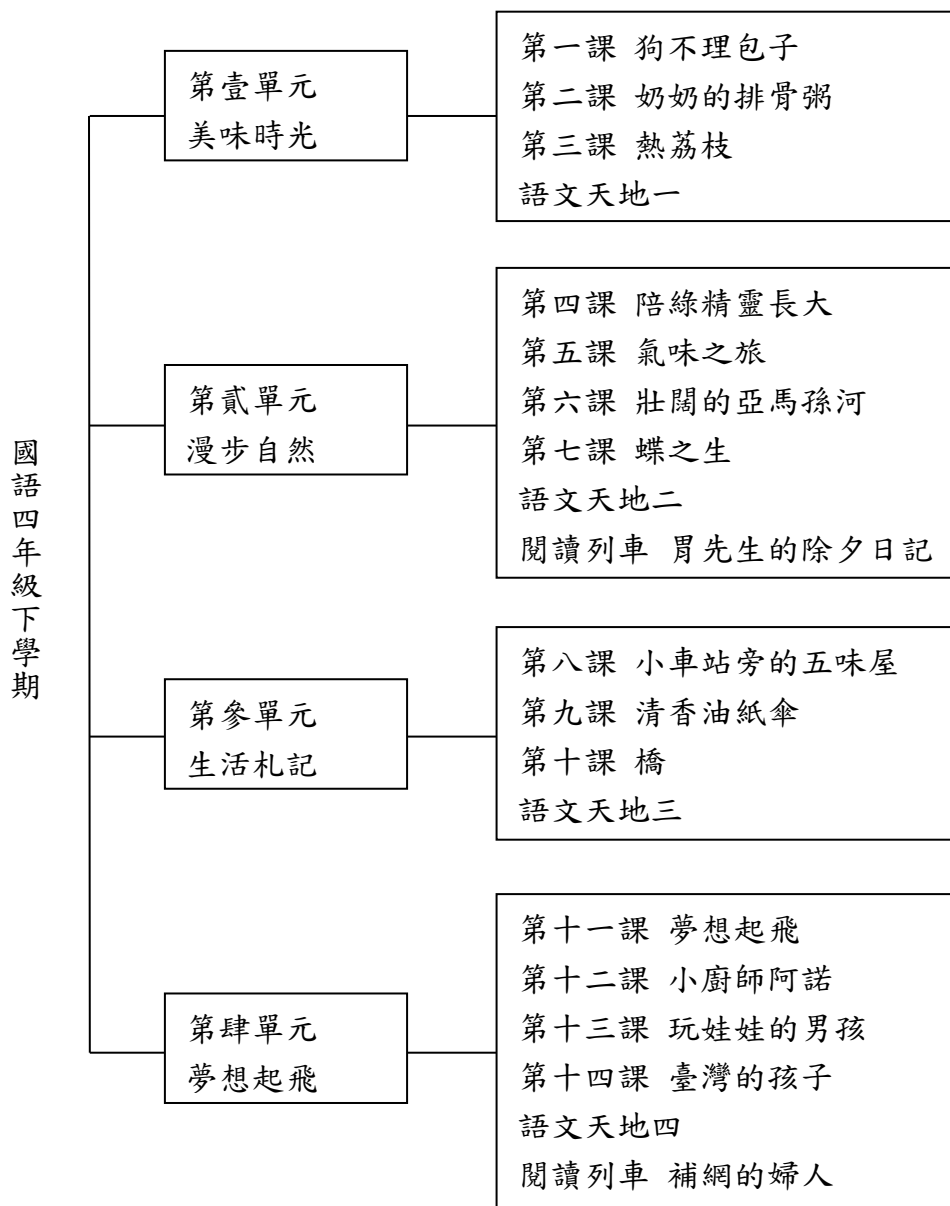 國語四年級下學期
第壹單元
美味時光
第一課 狗不理包子
第二課 奶奶的排骨粥
第三課 熱荔枝
語文天地一
第貳單元
漫步自然
第四課 陪綠精靈長大
第五課 氣味之旅
第六課 壯闊的亞馬孫河
第七課 蝶之生
語文天地二
閱讀列車 胃先生的除夕日記
第參單元
生活札記
第八課 小車站旁的五味屋
第九課 清香油紙傘
第十課 橋
語文天地三
第肆單元
夢想起飛
第十一課 夢想起飛
第十二課 小廚師阿諾
第十三課 玩娃娃的男孩
第十四課 臺灣的孩子
語文天地四
閱讀列車 補網的婦人